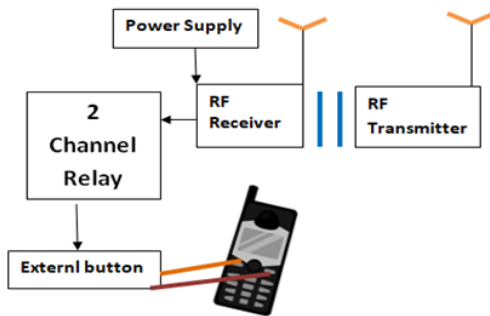 Power Supply
RF
Receiver
RF
Transmitter
2
Channel
Relay
Externl button